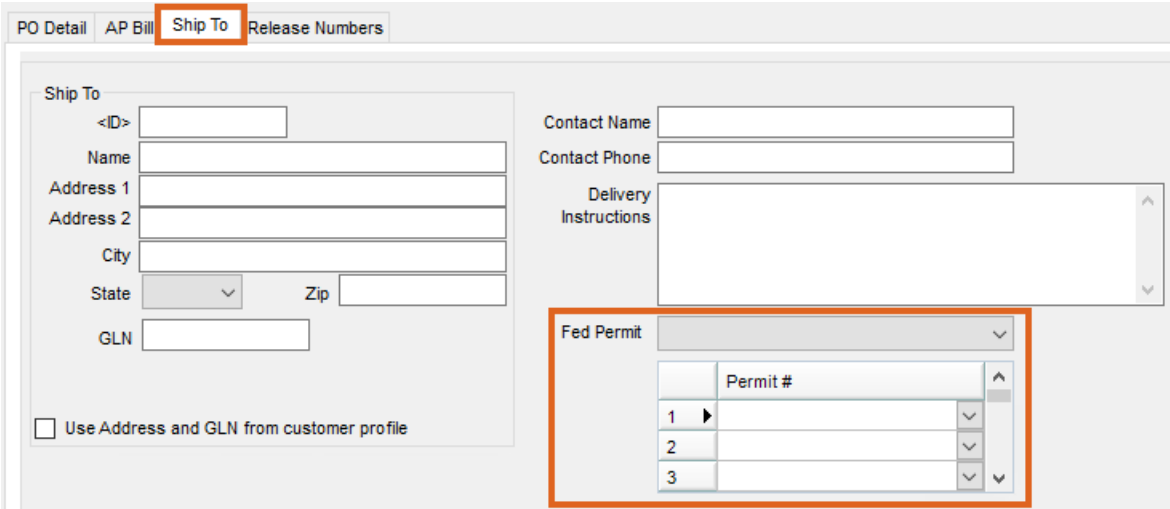 PO Detail AP Bill Ship To Release Numbers
Ship To
<ID>
Name
Address 1
Address 2
City
State Zip
GLN
Use Address and GLN from customer profile
Contact Name
Contact Phone
Delivery
Instructions
Fed Permit
Permit #
1
2
3